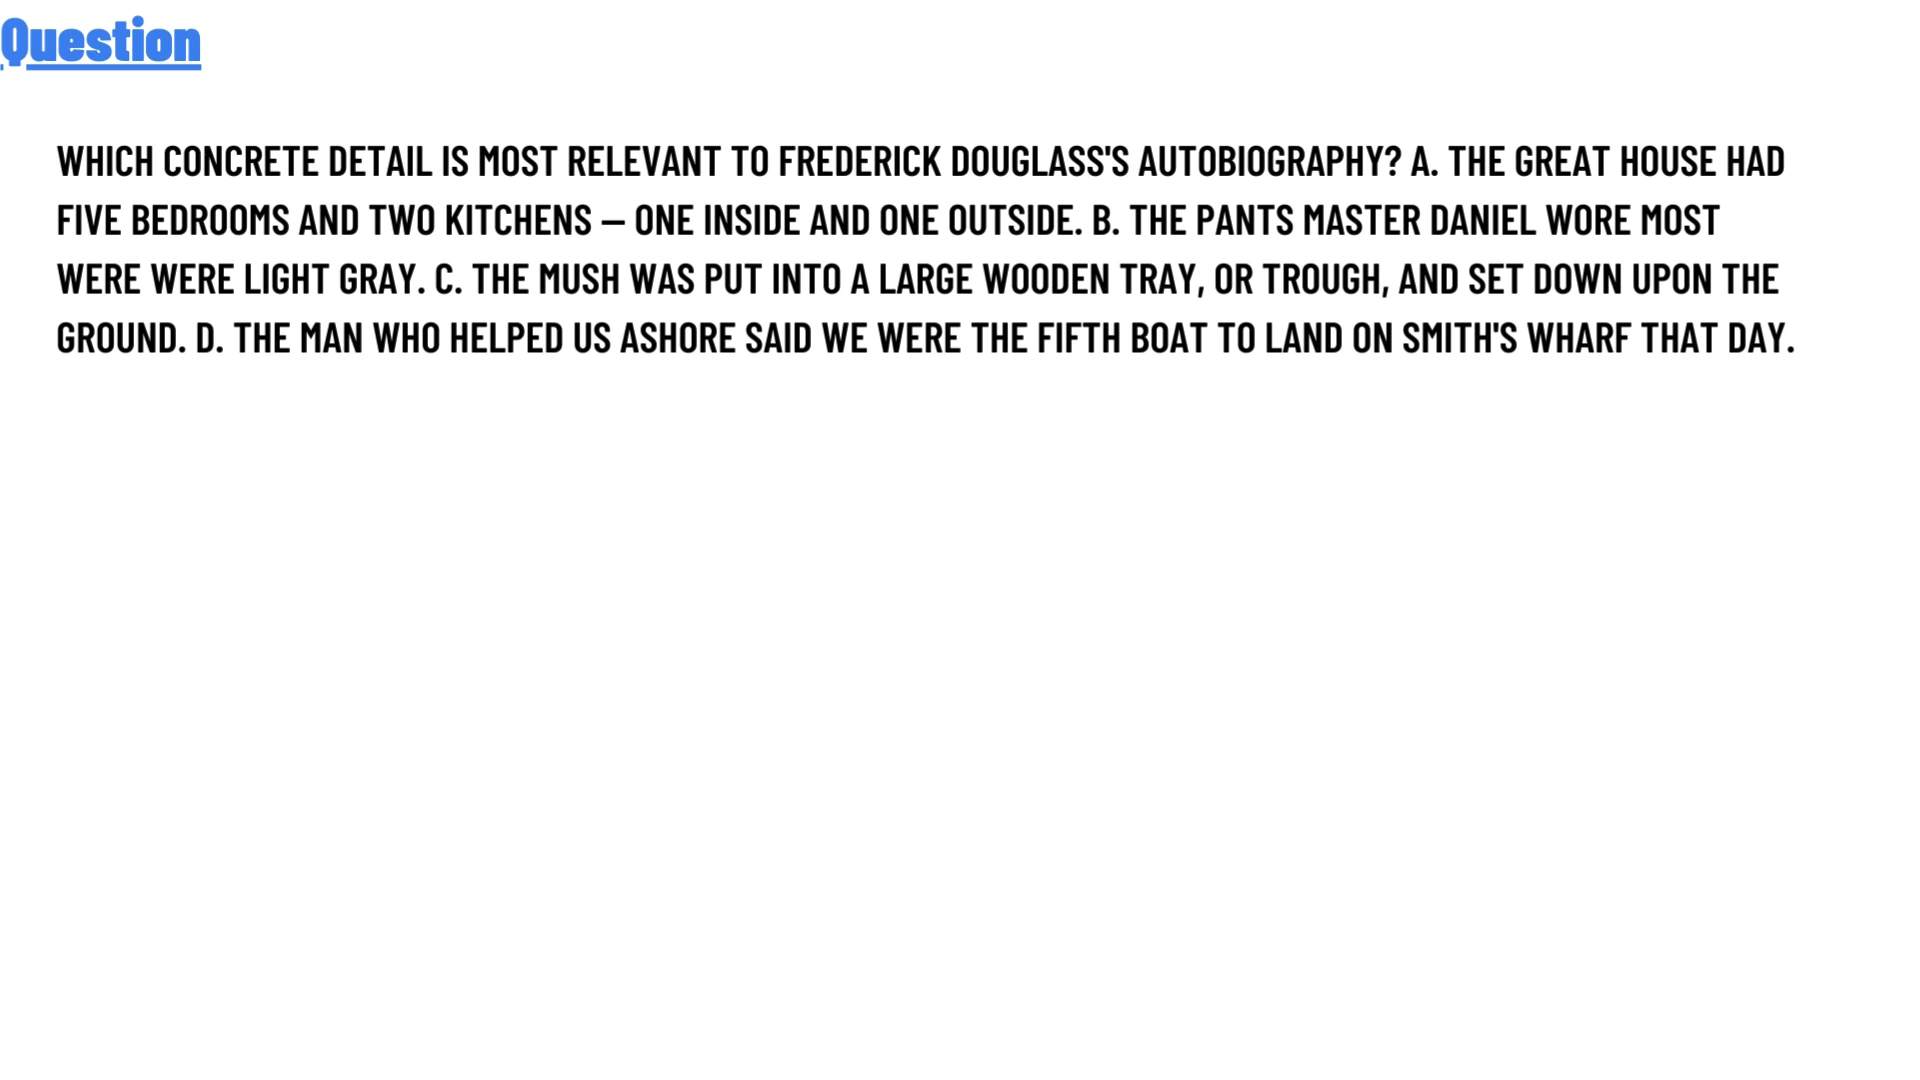 Question
WHICH CONCRETE DETAIL IS MOST RELEVANT TO FREDERICK DOUGLASS'S AUTOBIOGRAPHY? A. THE GREAT HOUSE HAD
FIVE BEDROOMS AND TWO KITCHENS – ONE INSIDE AND ONE OUTSIDE. B. THE PANTS MASTER DANIEL WORE MOST
WERE WERE LIGHT GRAY. C. THE MUSH WAS PUT INTO A LARGE WOODEN TRAY, OR TROUGH, AND SET DOWN UPON THE
GROUND. D. THE MAN WHO HELPED US ASHORE SAID WE WERE THE FIFTH BOAT TO LAND ON SMITH'S WHARF THAT DAY.